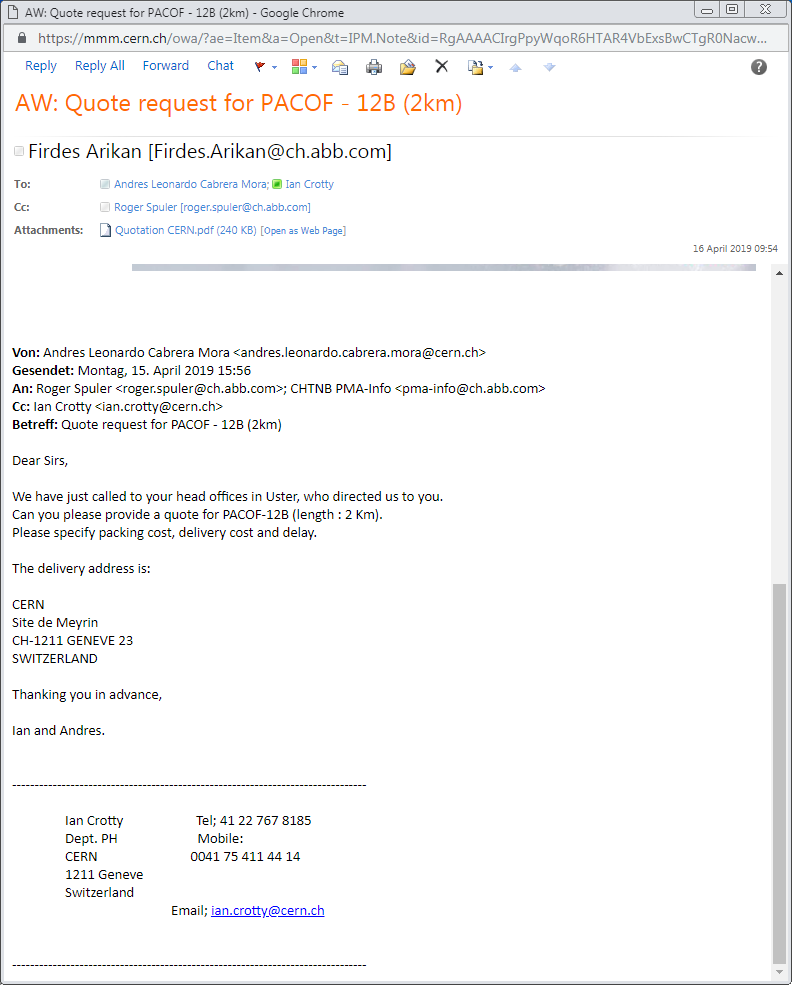 AW: Quote request for PACOF - 12B (2km) - Google Chrome
https://mmm.cern.ch/owa/?ae=Item&a=Open&t=IPM.Note&id=RgAAAACIrgPpyWqoR6HTAR4VbExsBwCTgR0Nacw...
Reply Reply All Forward Chat
AW: Quote request for PACOF - 12B (2km)
Firdes Arikan [Firdes.Arikan@ch.abb.com]
To: Andres Leonardo Cabrera Mora; Ian Crotty
Cc: Roger Spuler [roger.spuler@ch.abb.com]
Attachments: Quotation CERN.pdf (240 KB) [Open as Web Page]
16 April 2019 09:54
Von: Andres Leonardo Cabrera Mora <andres.leonardo.cabrera.mora@cern.ch>
Gesendet: Montag, 15. April 2019 15:56
An: Roger Spuler <roger.spuler@ch.abb.com>; CHTNB PMA-Info <pma-info@ch.abb.com>
Cc: Ian Crotty <ian.crotty@cern.ch>
Betreff: Quote request for PACOF - 12B (2km)
Dear Sirs,
We have just called to your head offices in Uster, who directed us to you.
Can you please provide a quote for PACOF-12B (length : 2 Km).
Please specify packing cost, delivery cost and delay.
The delivery address is:
CERN
Site de Meyrin
CH-1211 GENEVE 23
SWITZERLAND
Thanking you in advance,
Ian and Andres.
-------------------------------------------------------------------------------
Ian Crotty Tel; 41 22 767 8185
Dept. PH Mobile:
CERN 0041 75 411 44 14
1211 Geneve
Switzerland
Email; ian.crotty@cern.ch
-------------------------------------------------------------------------------